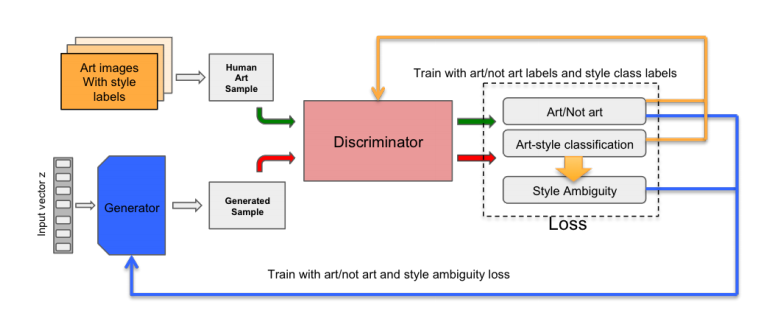 Art images
With style
labels
Human
Art
Sample
Train with art/not art labels and style class labels
Art/Not art
Discriminator
Art-style classification
Input vector z
Generator
Generated
Sample
Style Ambiguity
Loss
Train with art/not art and style ambiguity loss